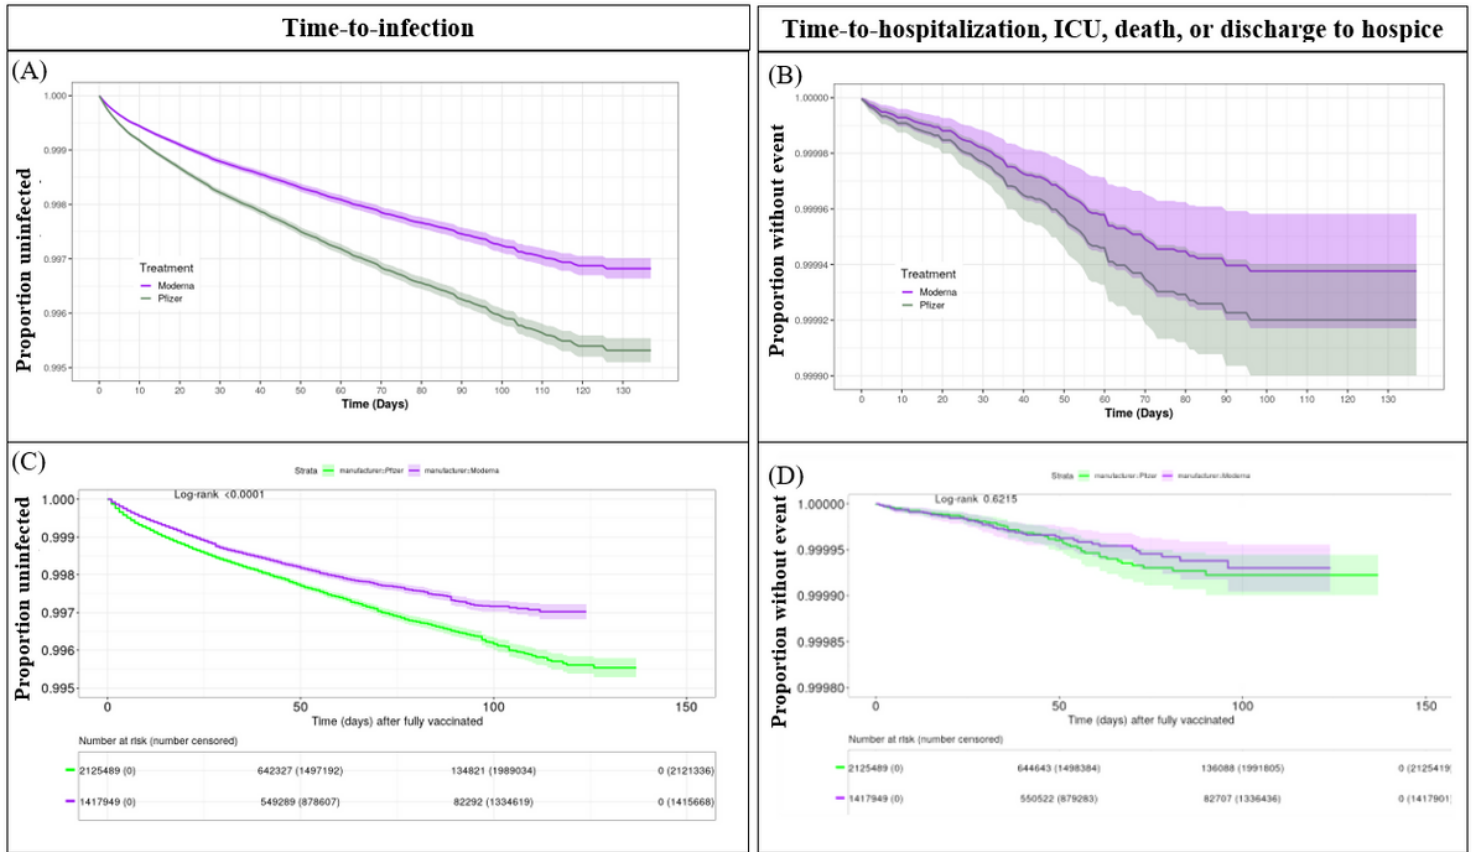 Time-to-infection
Time-to-hospitalization, ICU, death, or discharge to hospice
(A)
1.000
0.999
0.998
0.997
0.996
0.995
Proportion uninfected
Treatment
Moderna
Pfizer
0 10 20 30 40 50 60 70 80 90 100 110 120 130
Time (Days)
(B)
1.00000
0.99998
0.99996
0.99994
0.99992
0.99990
Proportion without event
Treatment
Moderna
Pfizer
0 10 20 30 40 50 60 70 80 90 100 110 120 130
Time (Days)
(C)
Strata manufacturer=Pfizer manufacturer=Moderna
Log-rank <0.0001
1.000
0.999
0.998
0.997
0.996
0.995
Proportion uninfected
0 50 100 150
Time (days) after fully vaccinated
Number at risk (number censored)
2125489 (0) 642327 (1497192) 134821 (1989034) 0 (2121336)
1417949 (0) 549289 (878607) 82292 (1334619) 0 (1415668)
(D)
Strata manufacturer=Pfizer manufacturer=Moderna
Log-rank 0.6215
1.00000
0.99995
0.99990
0.99985
0.99980
Proportion without event
0 50 100 150
Time (days) after fully vaccinated
Number at risk (number censored)
2125489 (0) 644643 (1498384) 136088 (1991805) 0 (2125419)
1417949 (0) 550522 (879283) 82707 (1336436) 0 (1417901)